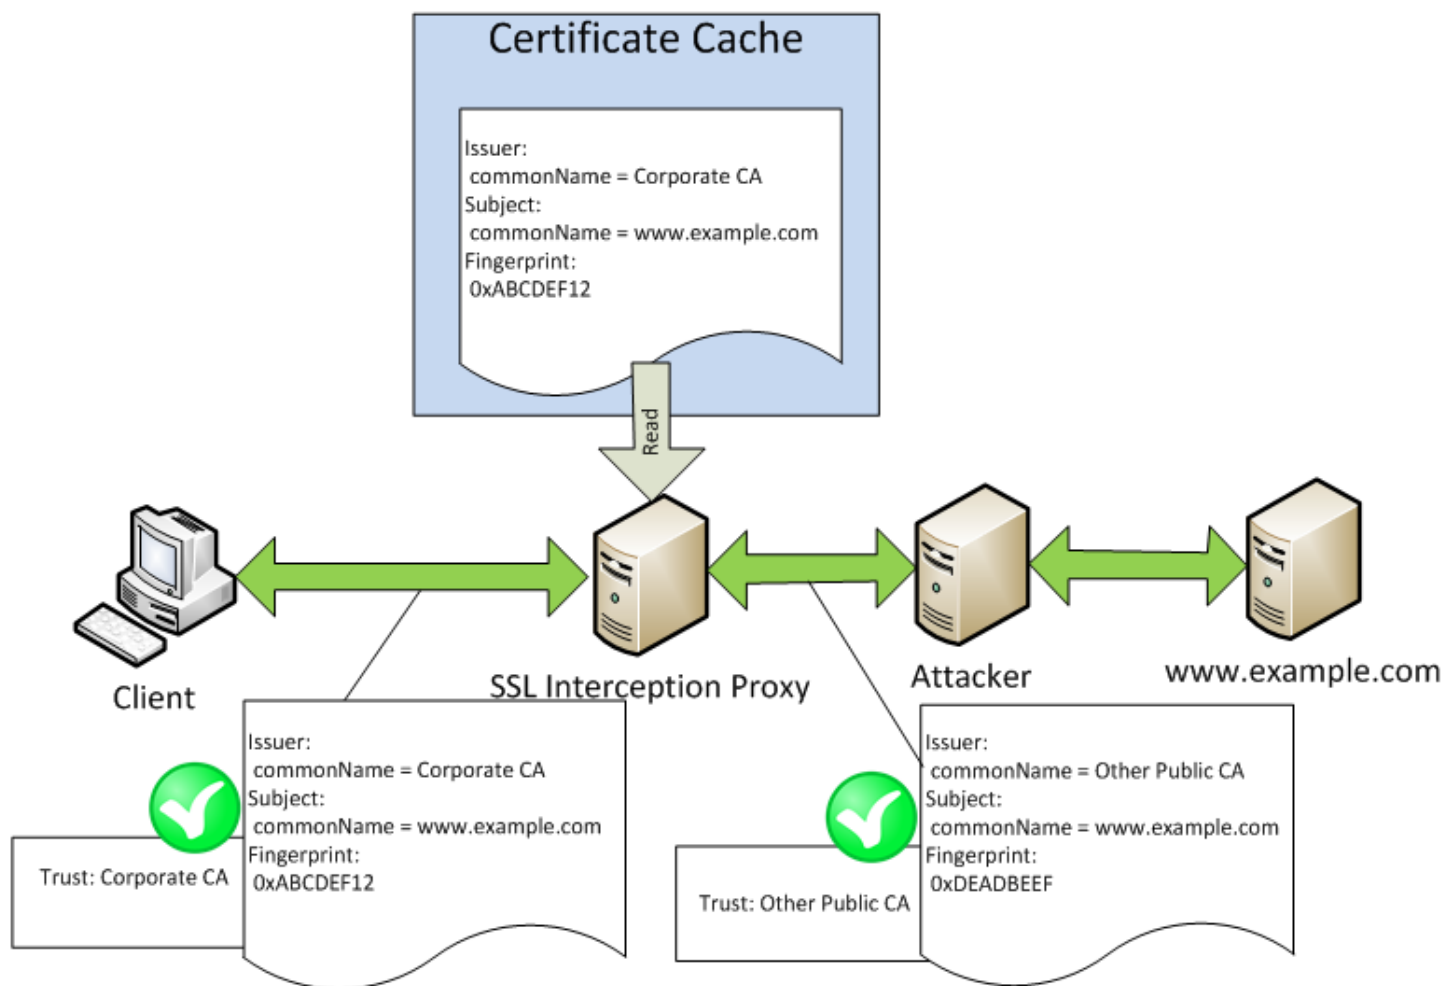 Certificate Cache
Issuer:
commonName = Corporate CA
Subject:
commonName = www.example.com
Fingerprint:
0xABCDEF12
Read
Client
SSL Interception Proxy
Attacker
www.example.com
Issuer:
commonName = Corporate CA
Subject:
commonName = www.example.com
Fingerprint:
0xABCDEF12
Trust: Corporate CA
Issuer:
commonName = Other Public CA
Subject:
commonName = www.example.com
Fingerprint:
0xDEADBEEF
Trust: Other Public CA